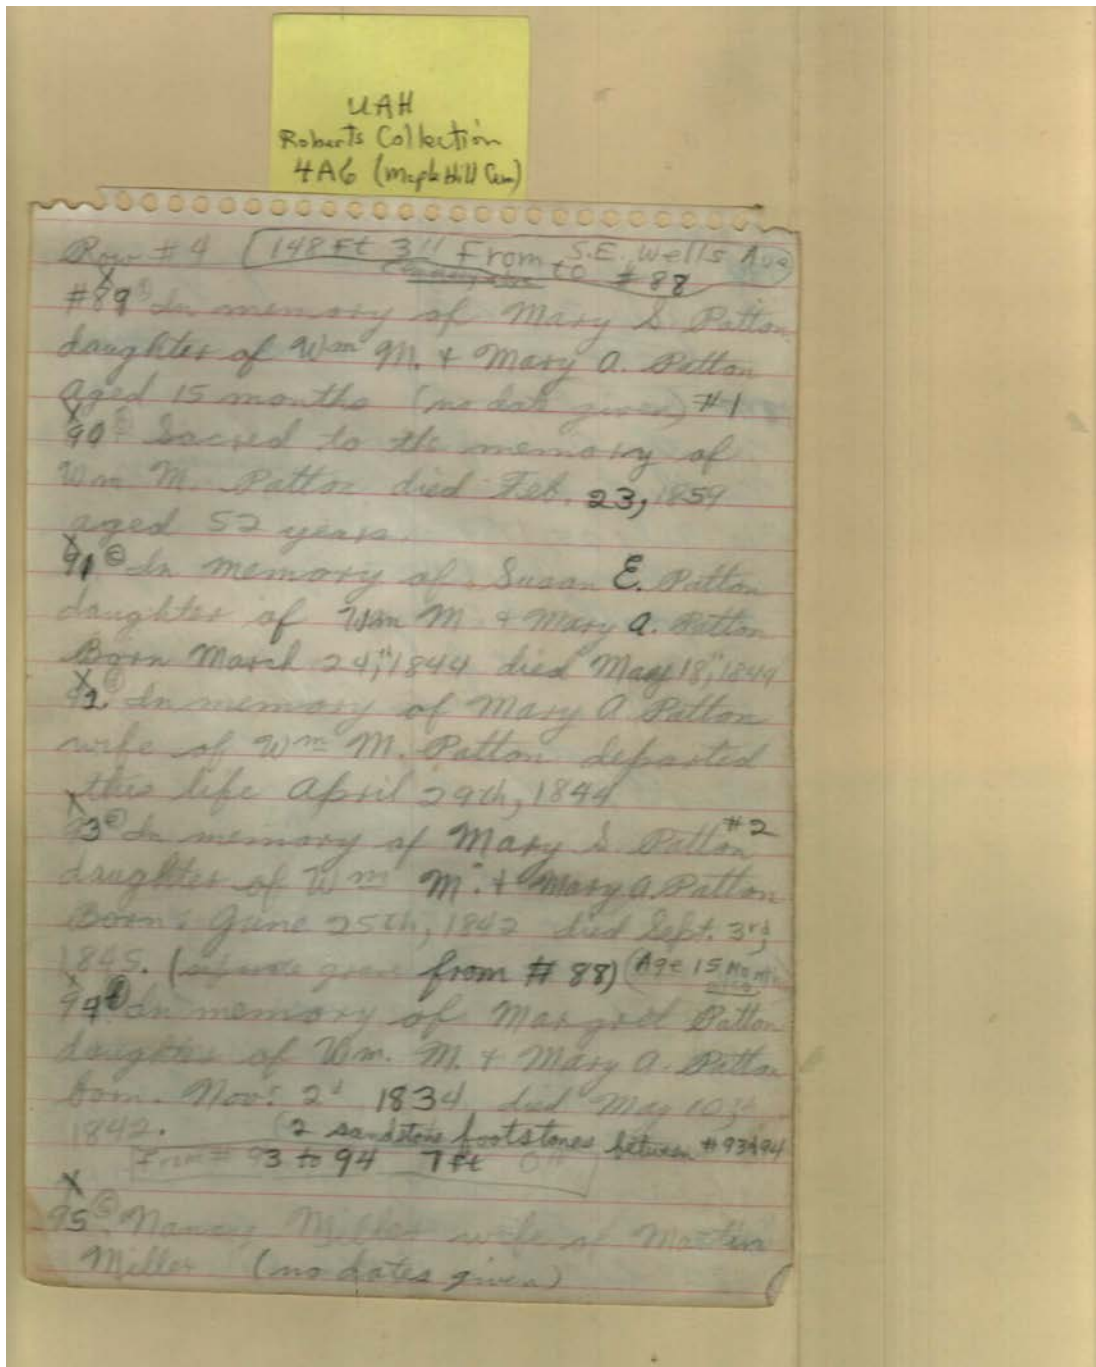 UAH
Roberts Collection
4A6 (Maple Hill Cem)
Row #4 148 Ft 3" From S.E. Wells Ave
to #88
X
#89 In memory of Mary S. Patton
daughter of Wm M. & Mary A. Patton
aged 15 months (no date given) #1
X
90 Sacred to the memory of
Wm M. Patton died Feb. 23, 1859
aged 52 years.
X
91 © In memory of Susan E. Patton
daughter of Wm M. & Mary A. Patton
Born March 24th, 1844 died May 18, 1844
X
92 In memory of Mary A Patton
wife of Wm M. Patton departed
this life April 29th, 1844
X
93 In memory of Mary S. Patton #2
daughter of Wm M. & Mary A. Patton
Born: June 25th, 1842 died Sept. 3rd,
1845. (separate grave from #88) (Age 15 Months
X
94 In memory of Margret Patton
daughter of Wm. M. & Mary A. Patton
born. Nov: 2d 1834 died May
1842. (2 sandstone footstones between #93&94
From #93 to 94 7 ft
X
95 Nancy Miller wife of Martin
Miller (no dates given)